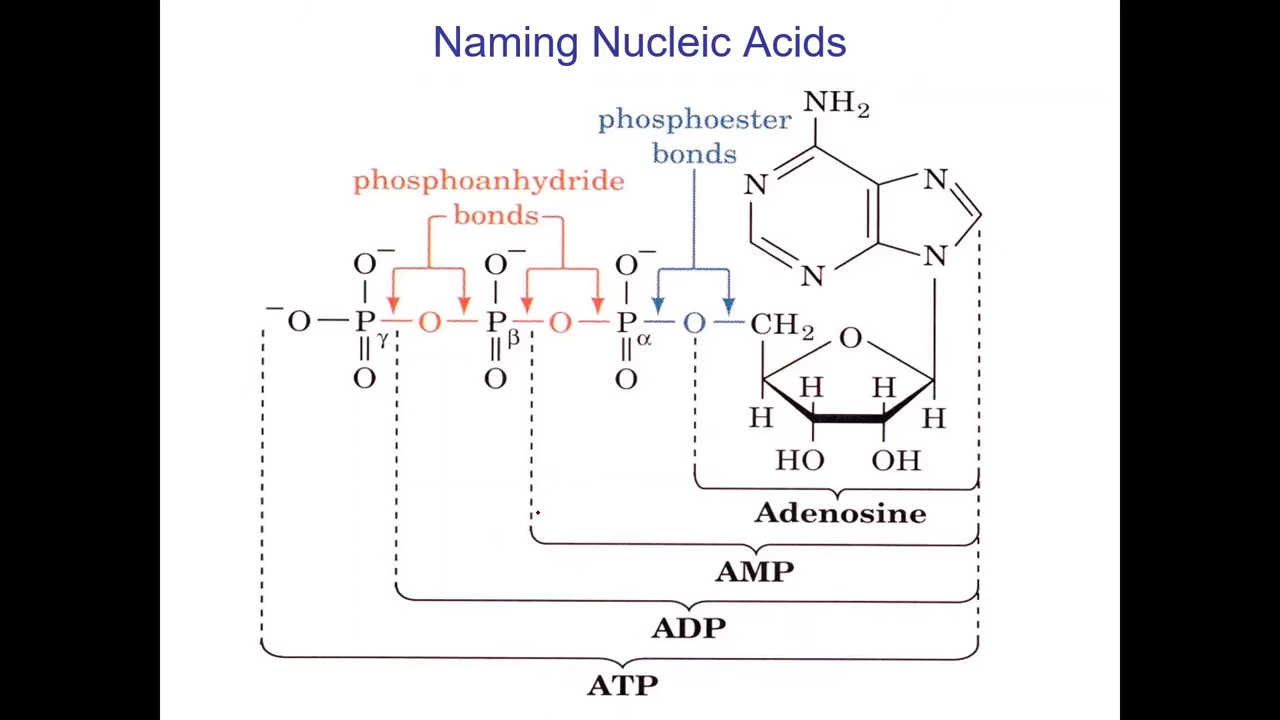 Naming Nucleic Acids
NH₂
phosphoester
bonds
phosphoanhydride
bonds
N
N
N
N
O⁻
O⁻
O⁻
⁻O—P—O—P—O—P—O—CH₂
γ
β
α
O
O
O
O
H
H
H
H
HO
OH
Adenosine
AMP
ADP
ATP